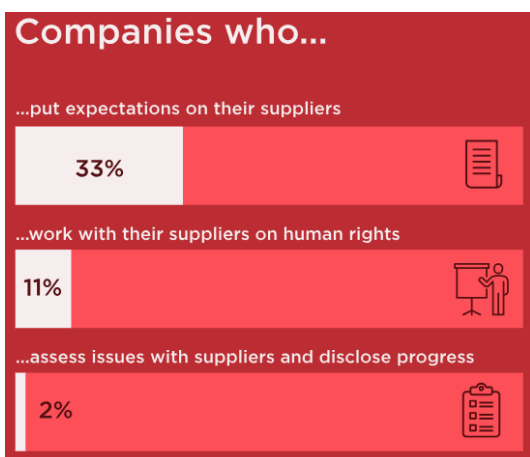 Companies who...
...put expectations on their suppliers
33%
...work with their suppliers on human rights
11%
...assess issues with suppliers and disclose progress
2%